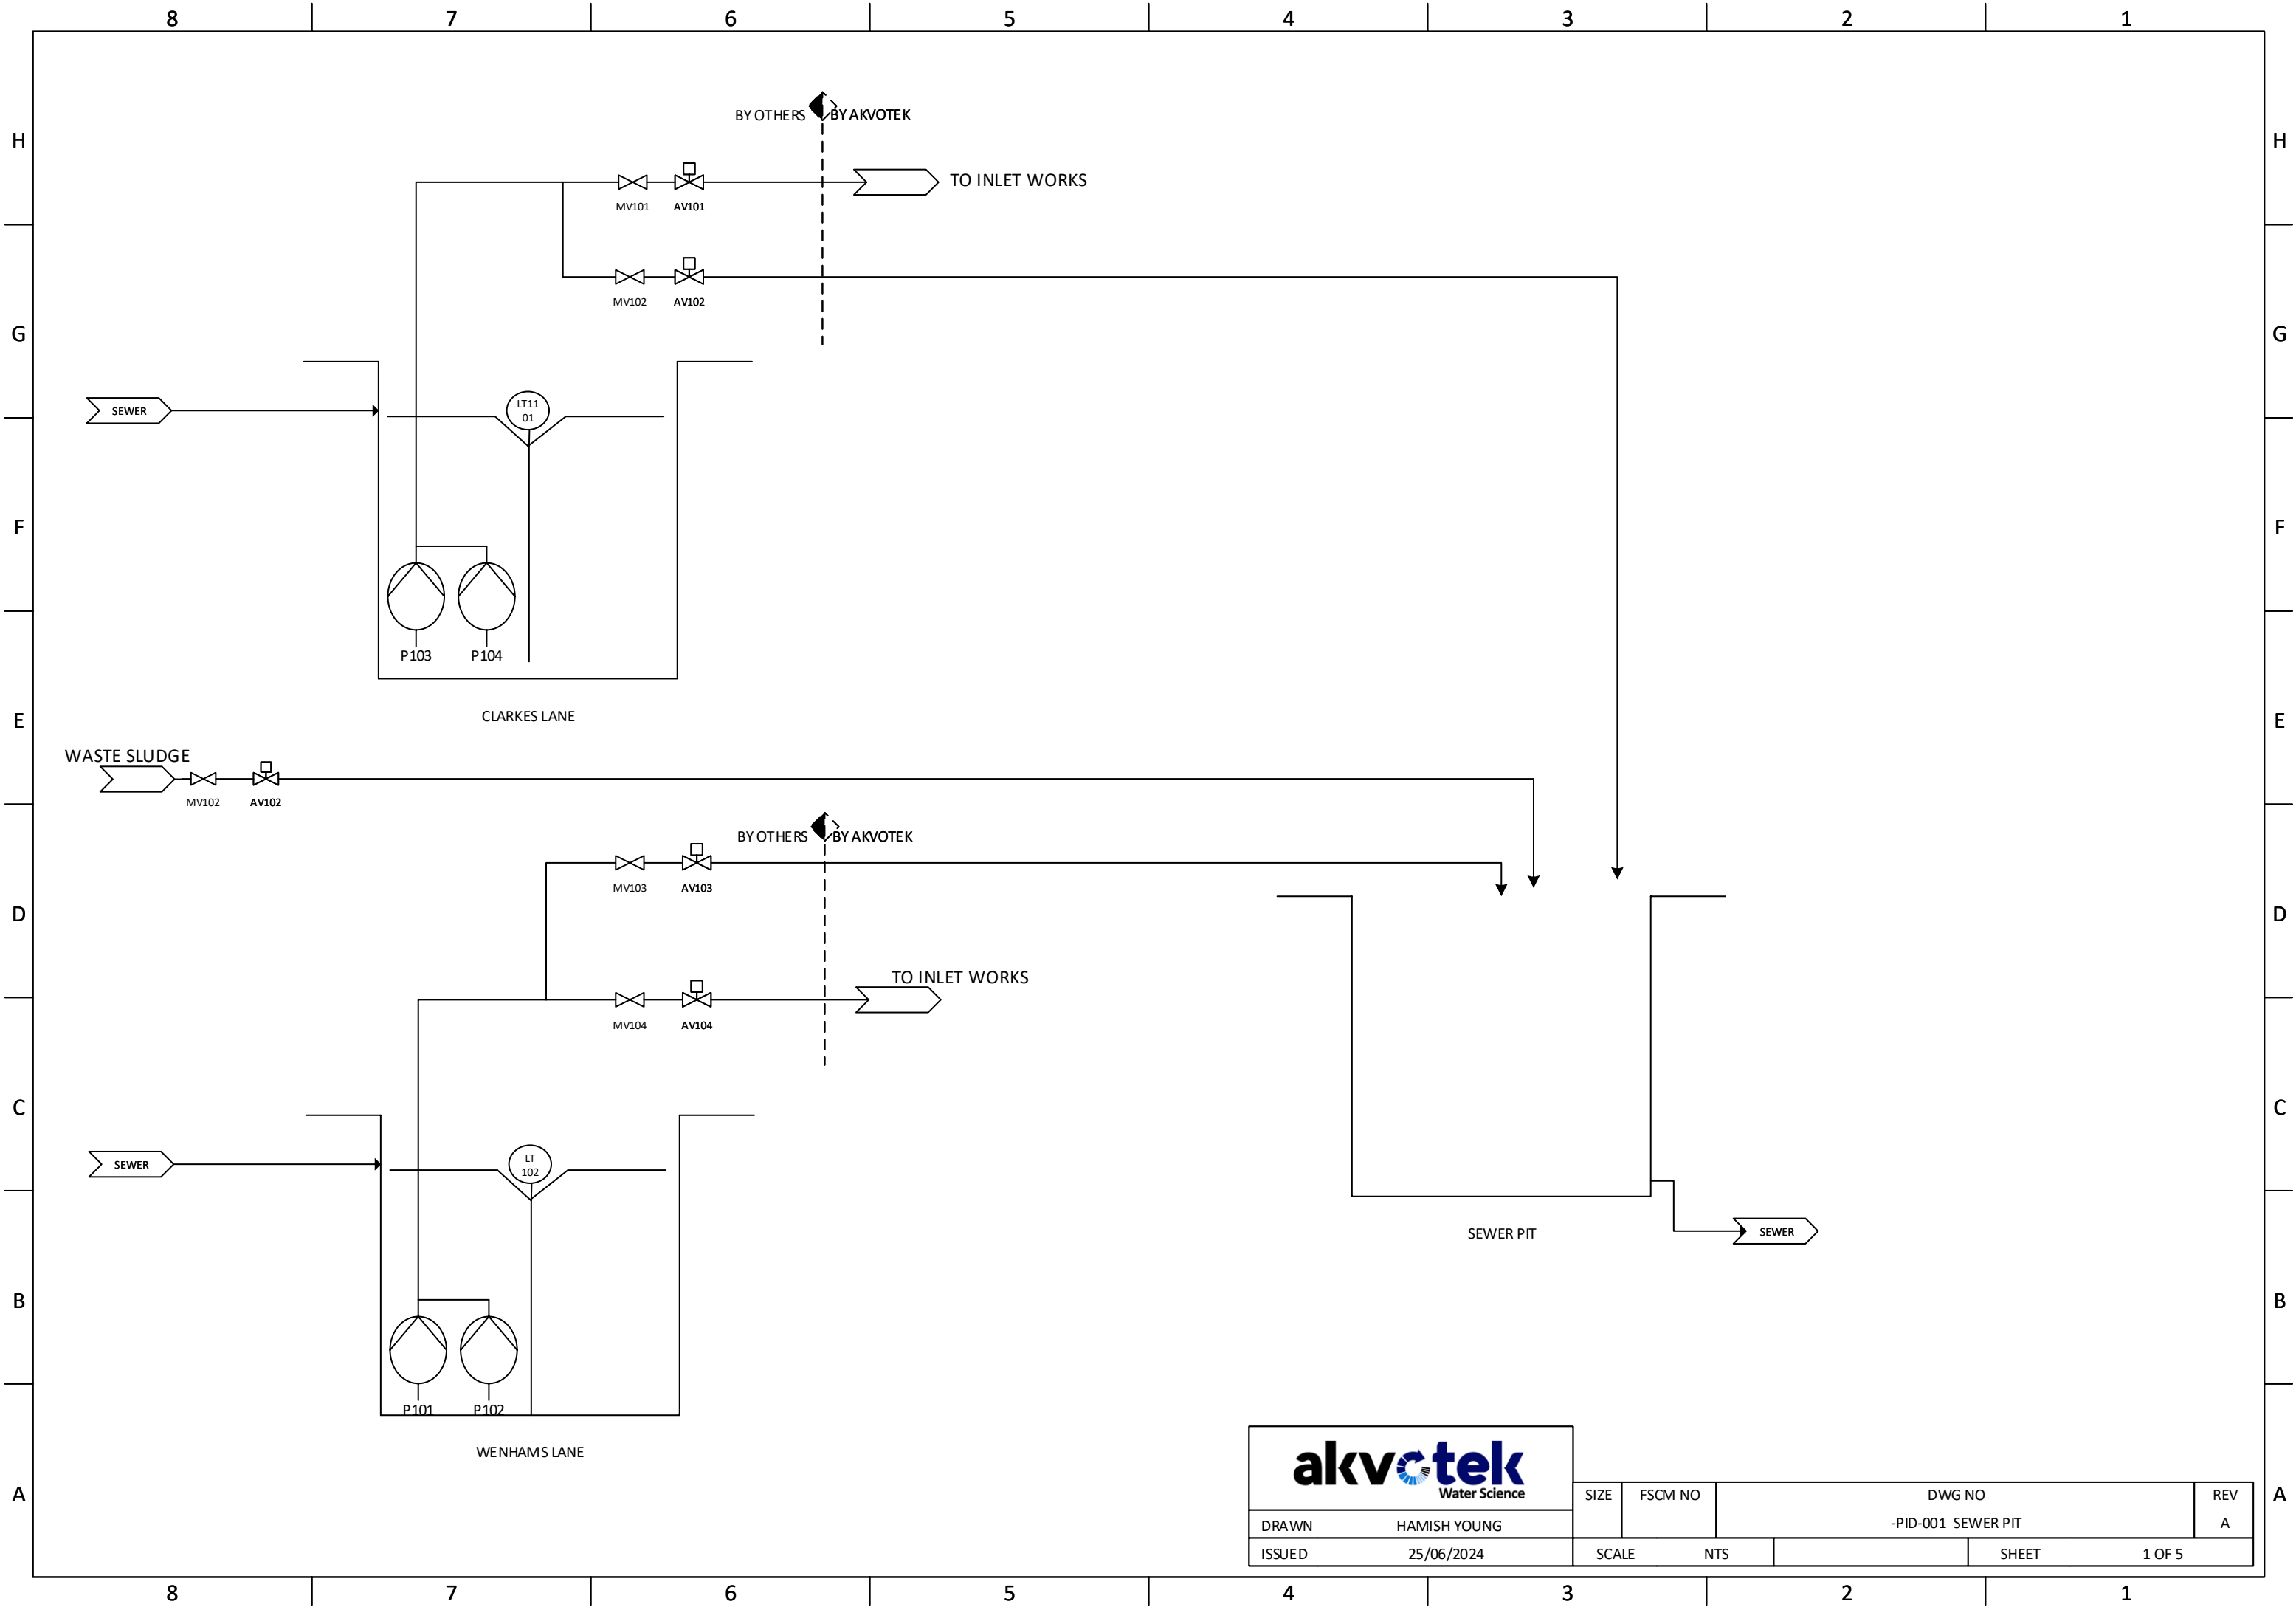 8 7 6 5 4 3 2 1
BY OTHERS BY AKVOTEK
H H
TO INLET WORKS
MV101 AV101
MV102 AV102
G G
SEWER
LT11
01
F F
P103 P104
CLARKES LANE
E E
WASTE SLUDGE
MV102 AV102
BY OTHERS BY AKVOTEK
MV103 AV103
D D
TO INLET WORKS
MV104 AV104
C C
SEWER
LT
102
SEWER PIT
SEWER
B B
P101 P102
WENHAMS LANE
akvotek
Water Science
A A
SIZE FSCM NO DWG NO REV
DRAWN HAMISH YOUNG -PID-001 SEWER PIT A
ISSUED 25/06/2024 SCALE NTS SHEET 1 OF 5
8 7 6 5 4 3 2 1